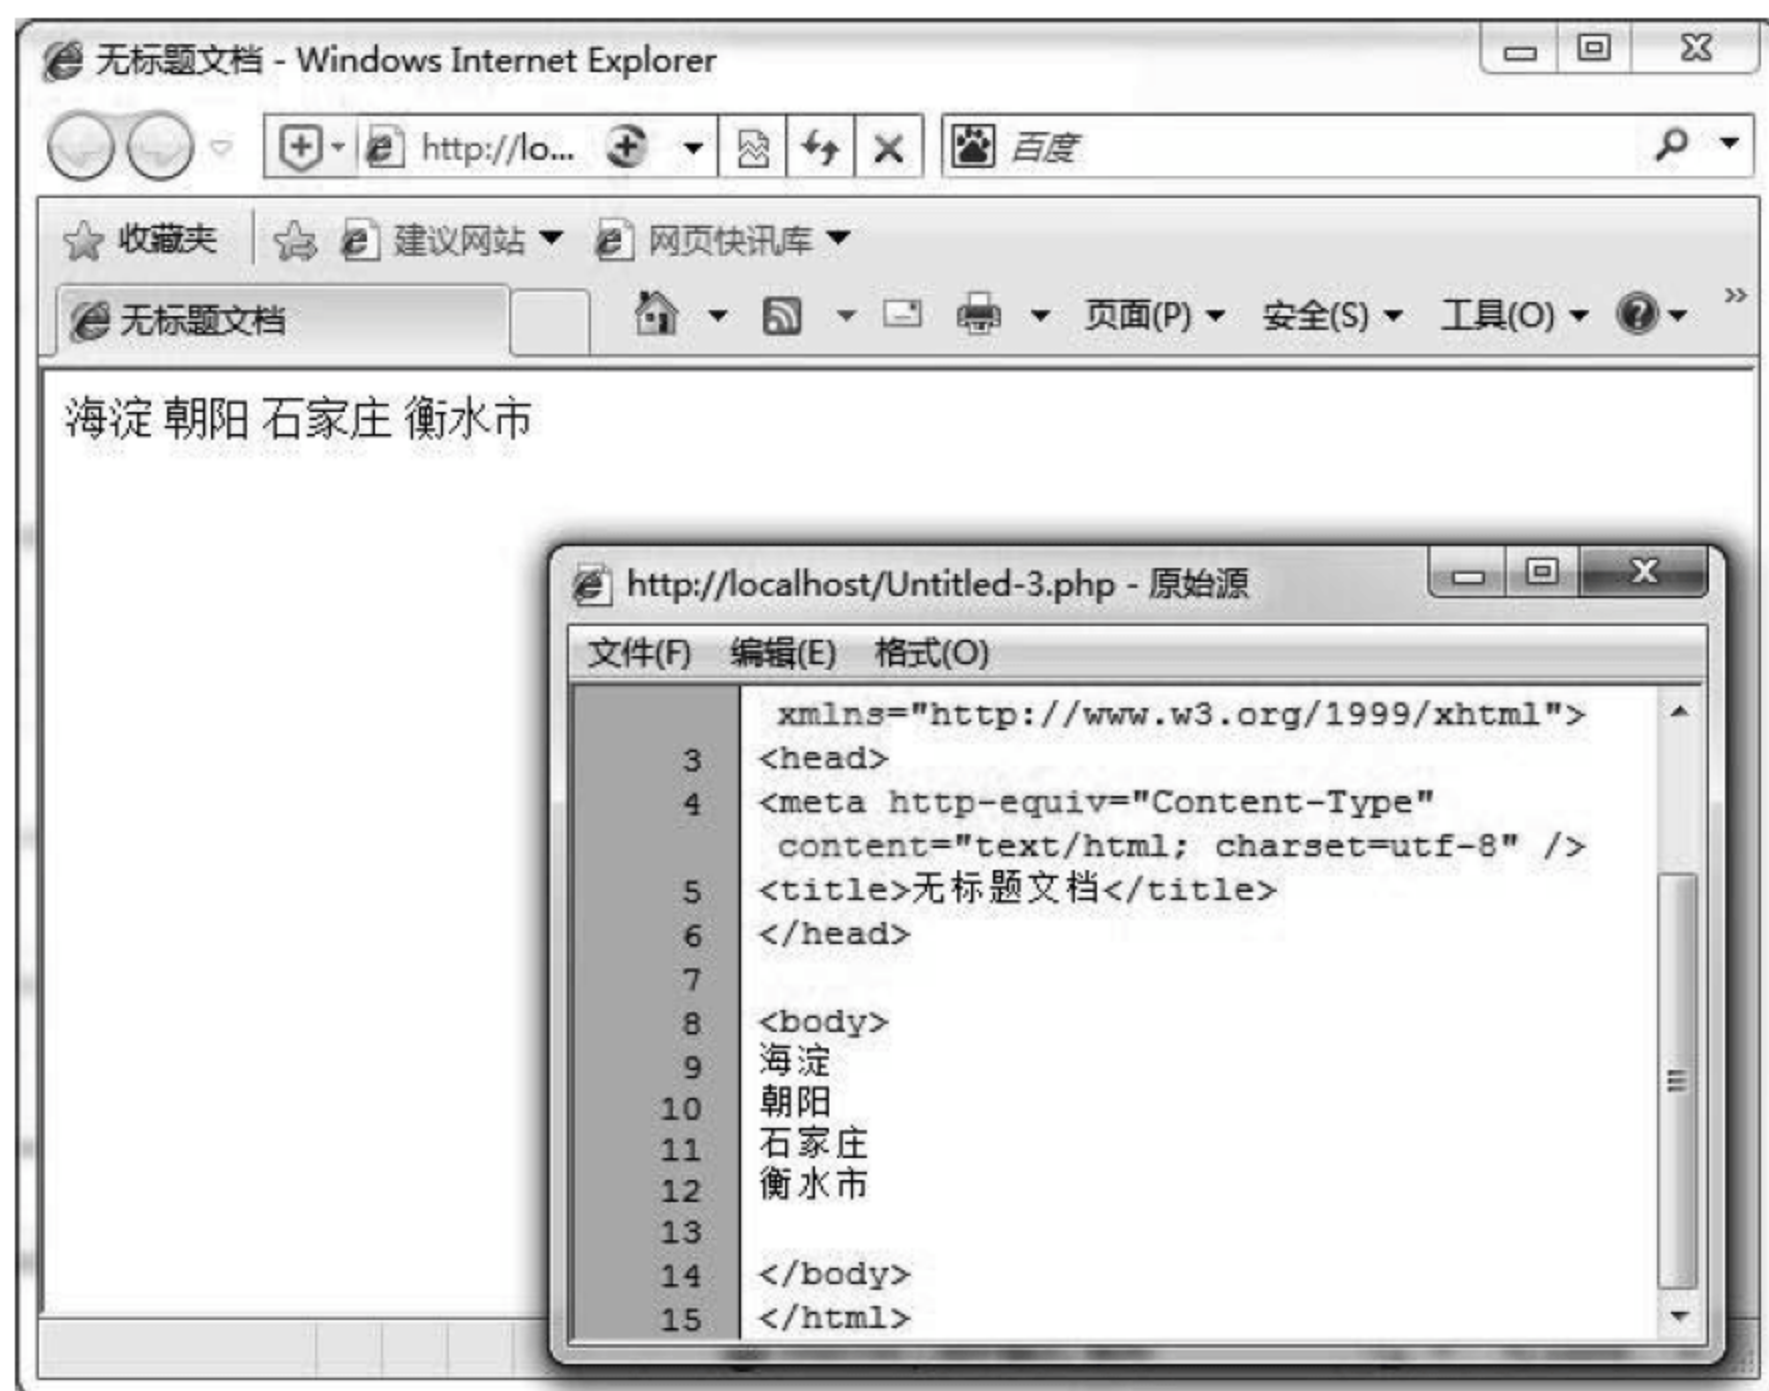 无标题文档 - Windows Internet Explorer
http://lo... 百度
收藏夹 建议网站 网页快讯库
无标题文档 页面(P) 安全(S) 工具(O) »
海淀 朝阳 石家庄 衡水市
http://localhost/Untitled-3.php - 原始源
文件(F) 编辑(E) 格式(O)
xmlns="http://www.w3.org/1999/xhtml">
3 <head>
4 <meta http-equiv="Content-Type"
content="text/html; charset=utf-8" />
5 <title>无标题文档</title>
6 </head>
7
8 <body>
9 海淀
10 朝阳
11 石家庄
12 衡水市
13
14 </body>
15 </html>